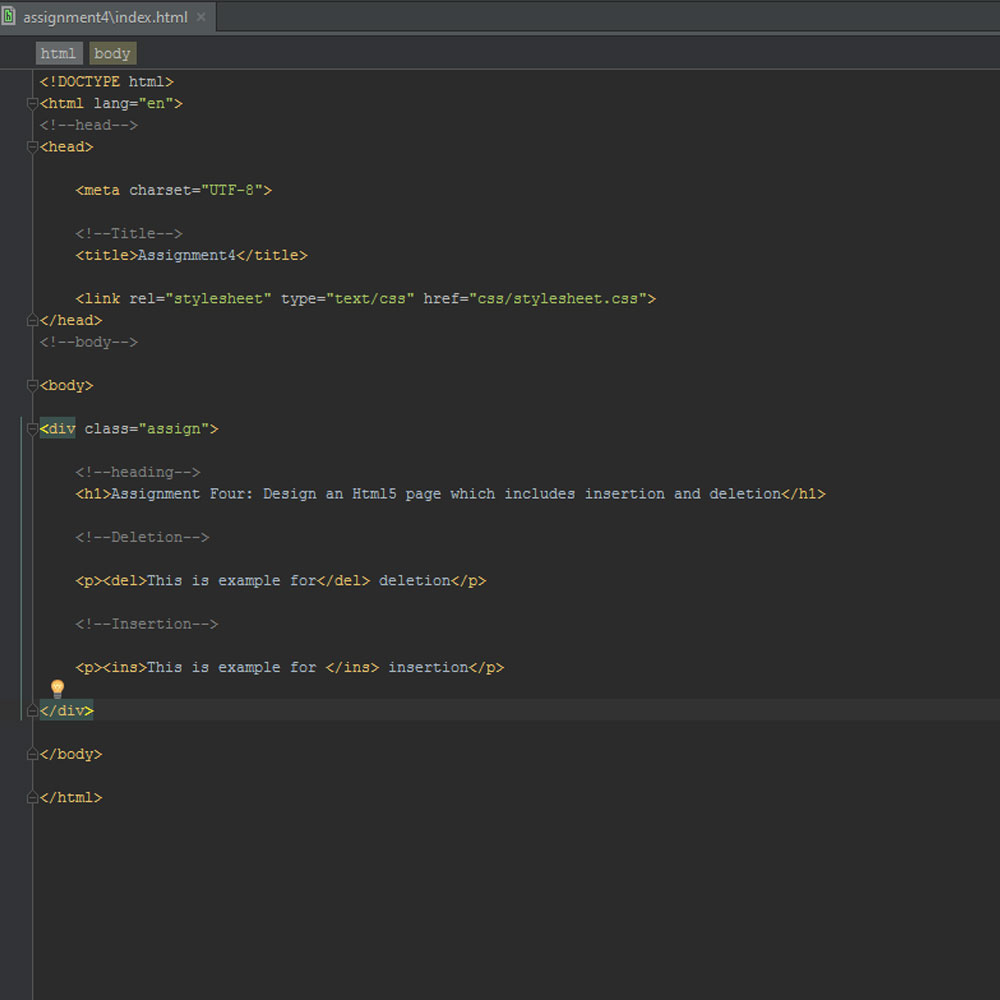 assignment4\index.html
html body
<!DOCTYPE html>
<html lang="en">
<!--head-->
<head>
<meta charset="UTF-8">
<!--Title-->
<title>Assignment4</title>
<link rel="stylesheet" type="text/css" href="css/stylesheet.css">
</head>
<!--body-->
<body>
<div class="assign">
<!--heading-->
<h1>Assignment Four: Design an Html5 page which includes insertion and deletion</h1>
<!--Deletion-->
<p><del>This is example for</del> deletion</p>
<!--Insertion-->
<p><ins>This is example for </ins> insertion</p>
</div>
</body>
</html>